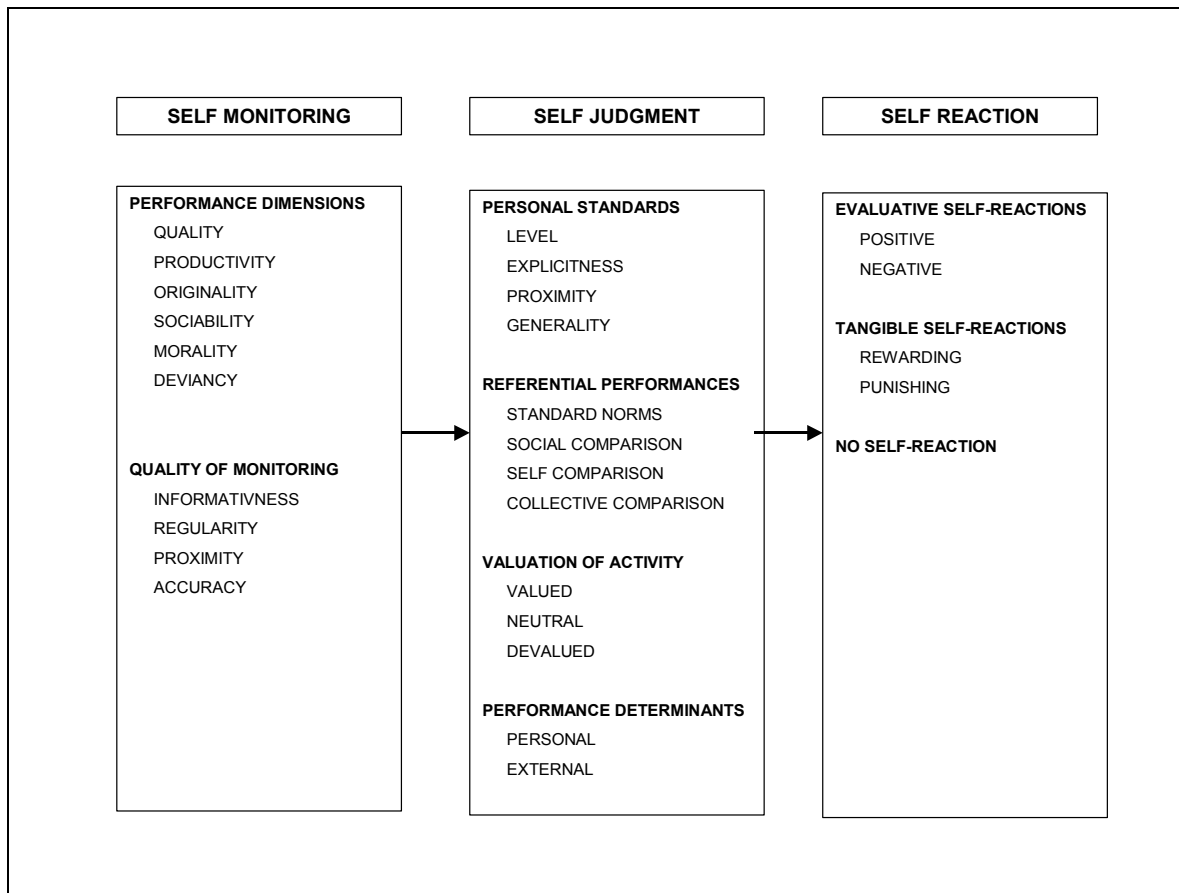 SELF MONITORING
PERFORMANCE DIMENSIONS
QUALITY
PRODUCTIVITY
ORIGINALITY
SOCIABILITY
MORALITY
DEVIANCY
QUALITY OF MONITORING
INFORMATIVNESS
REGULARITY
PROXIMITY
ACCURACY
SELF JUDGMENT
PERSONAL STANDARDS
LEVEL
EXPLICITNESS
PROXIMITY
GENERALITY
REFERENTIAL PERFORMANCES
STANDARD NORMS
SOCIAL COMPARISON
SELF COMPARISON
COLLECTIVE COMPARISON
VALUATION OF ACTIVITY
VALUED
NEUTRAL
DEVALUED
PERFORMANCE DETERMINANTS
PERSONAL
EXTERNAL
SELF REACTION
EVALUATIVE SELF-REACTIONS
POSITIVE
NEGATIVE
TANGIBLE SELF-REACTIONS
REWARDING
PUNISHING
NO SELF-REACTION